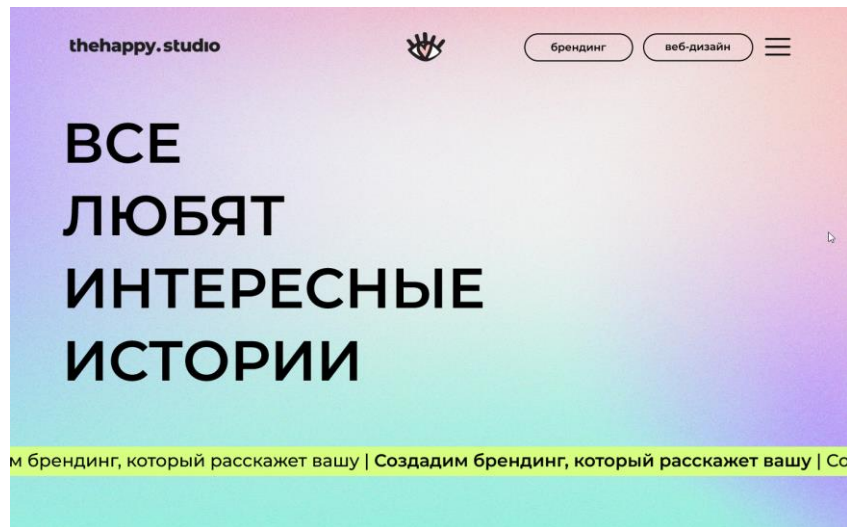 thehappy.studio
брендинг
веб-дизайн
ВСЕ
ЛЮБЯТ
ИНТЕРЕСНЫЕ
ИСТОРИИ
м брендинг, который расскажет вашу | Создадим брендинг, который расскажет вашу | Со